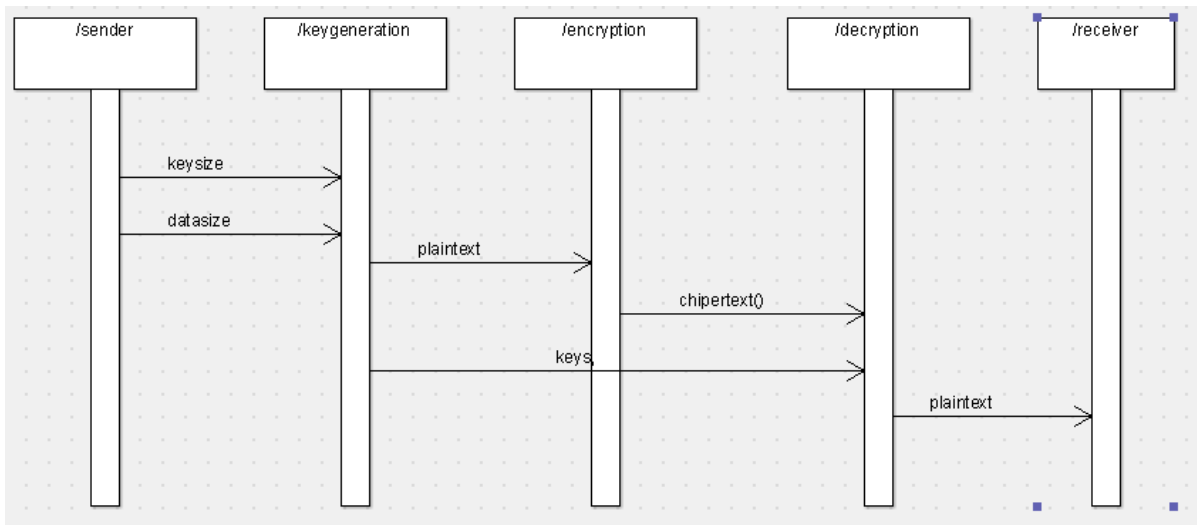 /sender
/keygeneration
/encryption
/decryption
/receiver
keysize
datasize
plaintext
chipertext()
keys,
plaintext